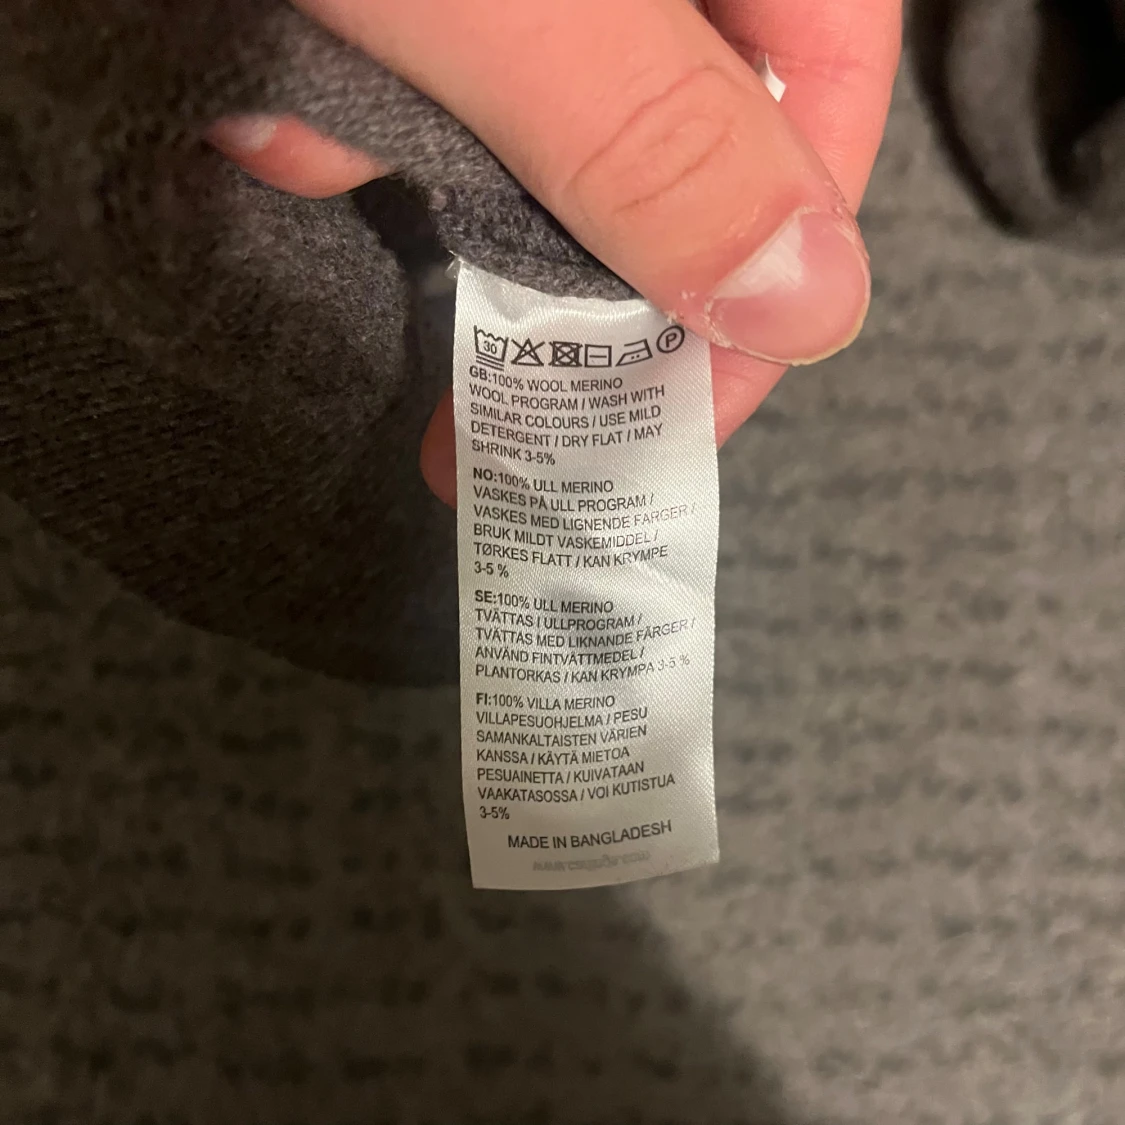 30 P
GB:100% WOOL MERINO
WOOL PROGRAM / WASH WITH
SIMILAR COLOURS / USE MILD
DETERGENT / DRY FLAT / MAY
SHRINK 3-5%
NO:100% ULL MERINO
VASKES PÅ ULL PROGRAM /
VASKES MED LIGNENDE FARGER /
BRUK MILDT VASKEMIDDEL /
TØRKES FLATT / KAN KRYMPE
3-5 %
SE:100% ULL MERINO
TVÄTTAS I ULLPROGRAM /
TVÄTTAS MED LIKNANDE FÄRGER /
ANVÄND FINTVÄTTMEDEL /
PLANTORKAS / KAN KRYMPA 3-5 %
FI:100% VILLA MERINO
VILLAPESUOHJELMA / PESU
SAMANKALTAISTEN VÄRIEN
KANSSA / KÄYTÄ MIETOA
PESUAINETTA / KUIVATAAN
VAAKATASOSSA / VOI KUTISTUA
3-5%
MADE IN BANGLADESH